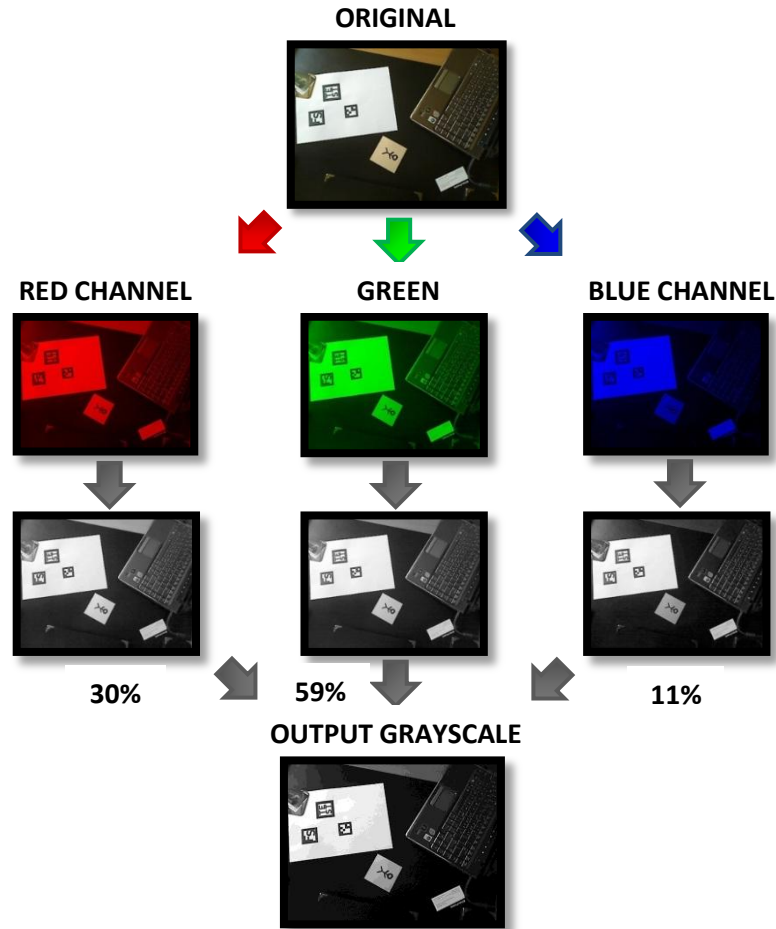 ORIGINAL
RED CHANNEL
GREEN
BLUE CHANNEL
30%
59%
11%
OUTPUT GRAYSCALE